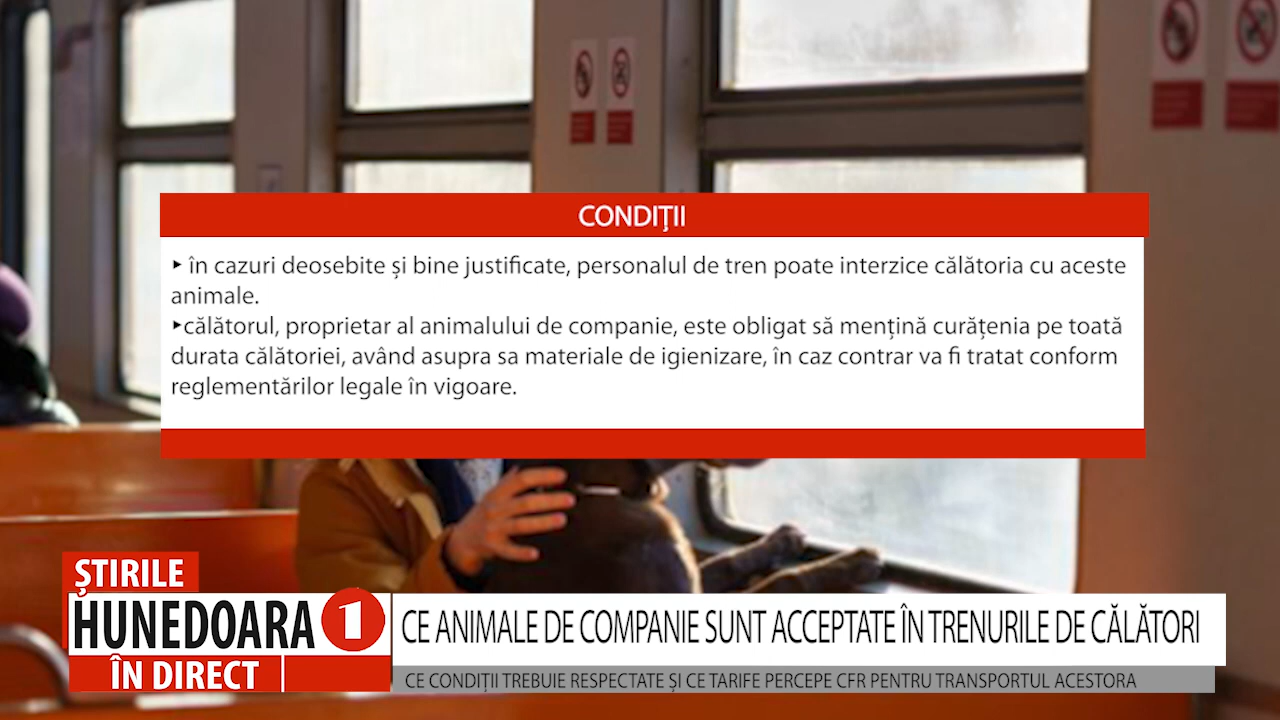 CONDIŢII
‣ în cazuri deosebite și bine justificate, personalul de tren poate interzice călătoria cu aceste
animale.
‣călătorul, proprietar al animalului de companie, este obligat să mențină curățenia pe toată
durata călătoriei, având asupra sa materiale de igienizare, în caz contrar va fi tratat conform
reglementărilor legale în vigoare.
ȘTIRILE
HUNEDOARA 1
ÎN DIRECT
CE ANIMALE DE COMPANIE SUNT ACCEPTATE ÎN TRENURILE DE CĂLĂTORI
CE CONDIȚII TREBUIE RESPECTATE ȘI CE TARIFE PERCEPE CFR PENTRU TRANSPORTUL ACESTORA